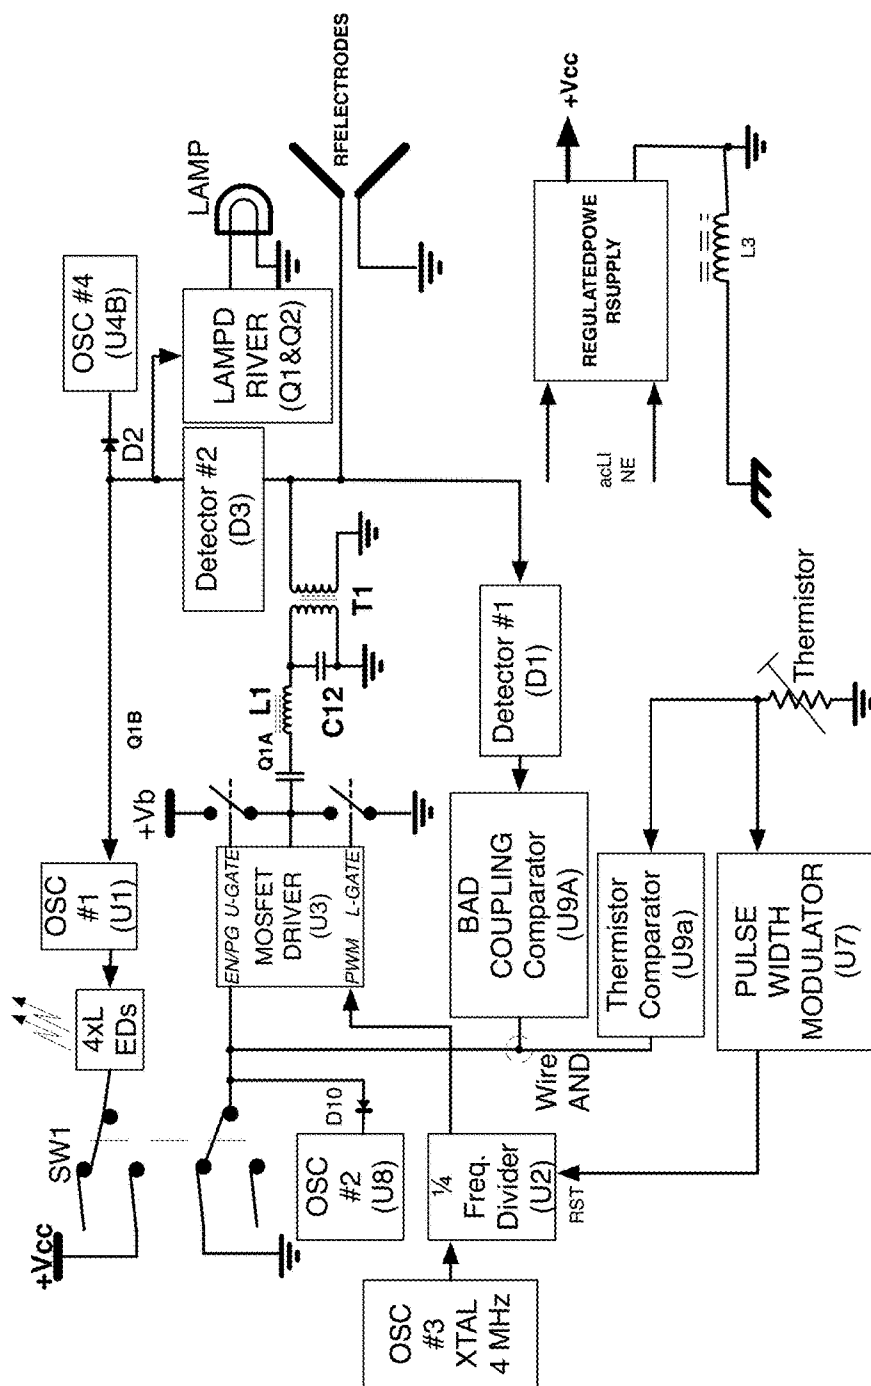 +Vcc
SW1
4xL
EDs
OSC
#1
(U1)
Q1B
D2
OSC #4
(U4B)
+Vb
EN/PG U-GATE
MOSFET
DRIVER
(U3)
PWM L-GATE
Q1A
L1
C12
T1
Detector #2
(D3)
LAMPD
RIVER
(Q1&Q2)
LAMP
RFELECTRODES
D10
OSC
#2
(U8)
OSC
#3
XTAL
4 MHz
¼
Freq.
Divider
(U2)
RST
Wire
AND
BAD
COUPLING
Comparator
(U9A)
Detector #1
(D1)
Thermistor
Comparator
(U9a)
PULSE
WIDTH
MODULATOR
(U7)
Thermistor
acLI
NE
REGULATEDPOWE
RSUPPLY
+Vcc
L3